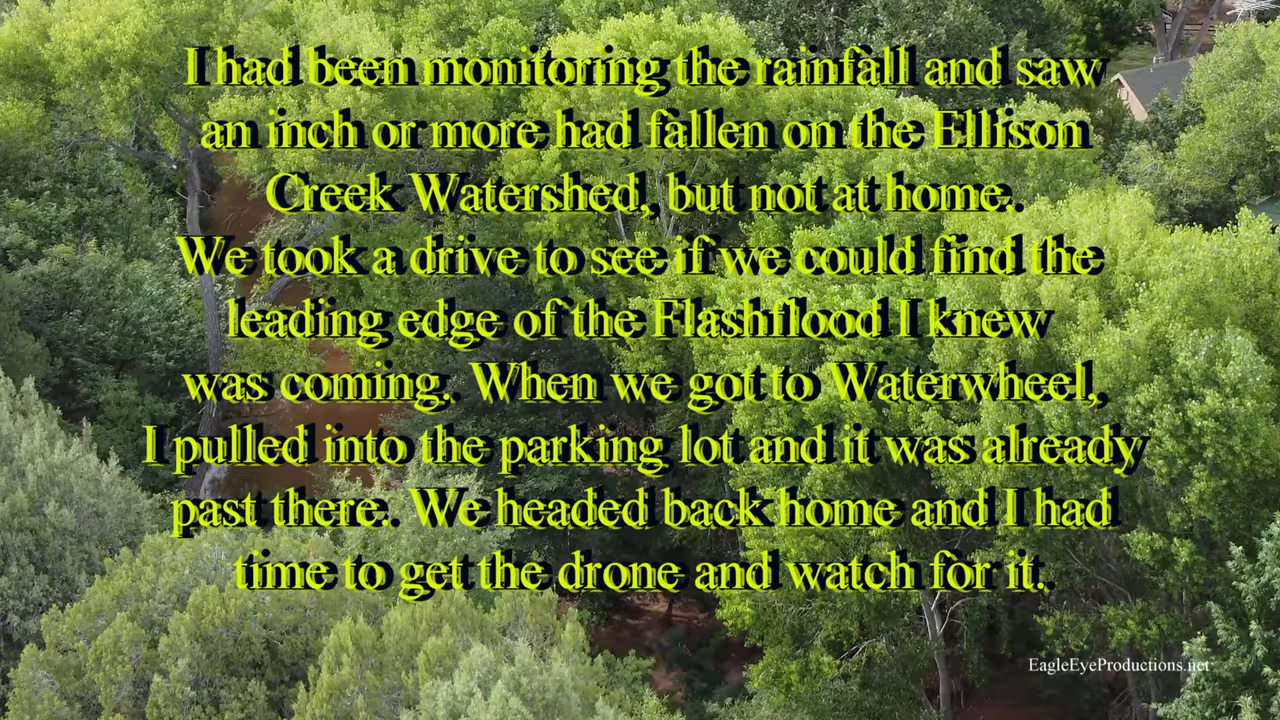 I had been monitoring the rainfall and saw
an inch or more had fallen on the Ellison
Creek Watershed, but not at home.
We took a drive to see if we could find the
leading edge of the Flashflood I knew
was coming. When we got to Waterwheel,
I pulled into the parking lot and it was already
past there. We headed back home and I had
time to get the drone and watch for it.
EagleEyeProductions.net